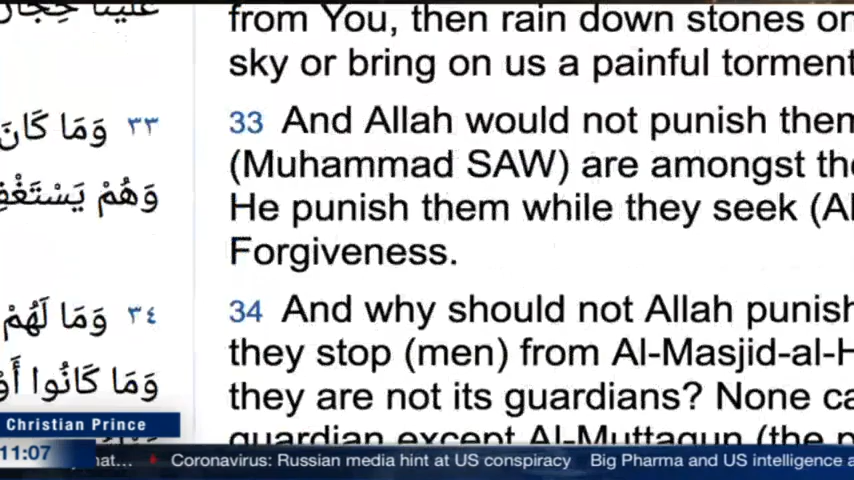 from You, then rain down stones on
sky or bring on us a painful torment
٣٣ وَمَا كَانَ
33 And Allah would not punish them
(Muhammad SAW) are amongst the
وَهُمْ يَسْتَغْفِ
He punish them while they seek (Al
Forgiveness.
٣٤ وَمَا لَهُمْ
34 And why should not Allah punish
they stop (men) from Al-Masjid-al-H
وَمَا كَانُوا أَوْ
they are not its guardians? None ca
guardian except Al-Muttaqun (the p
Christian Prince
11:07
Coronavirus: Russian media hint at US conspiracy Big Pharma and US intelligence a